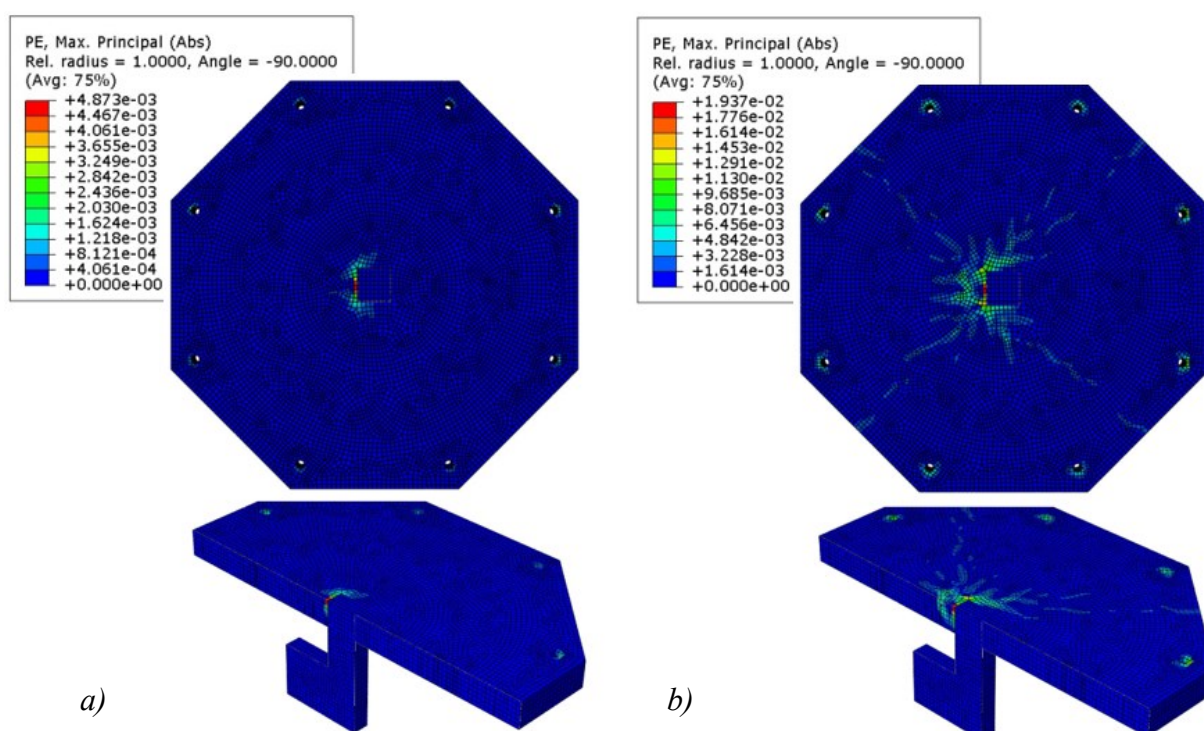 PE, Max. Principal (Abs)
Rel. radius = 1.0000, Angle = -90.0000
(Avg: 75%)
+4.873e-03
+4.467e-03
+4.061e-03
+3.655e-03
+3.249e-03
+2.842e-03
+2.436e-03
+2.030e-03
+1.624e-03
+1.218e-03
+8.121e-04
+4.061e-04
+0.000e+00
PE, Max. Principal (Abs)
Rel. radius = 1.0000, Angle = -90.0000
(Avg: 75%)
+1.937e-02
+1.776e-02
+1.614e-02
+1.453e-02
+1.291e-02
+1.130e-02
+9.685e-03
+8.071e-03
+6.456e-03
+4.842e-03
+3.228e-03
+1.614e-03
+0.000e+00
a)
b)